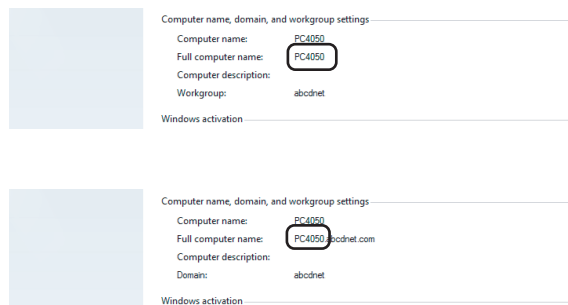 Computer name, domain, and workgroup settings
Computer name: PC4050
Full computer name: PC4050
Computer description:
Workgroup: abcdnet
Windows activation
Computer name, domain, and workgroup settings
Computer name: PC4050
Full computer name: PC4050.abcdnet.com
Computer description:
Domain: abcdnet
Windows activation